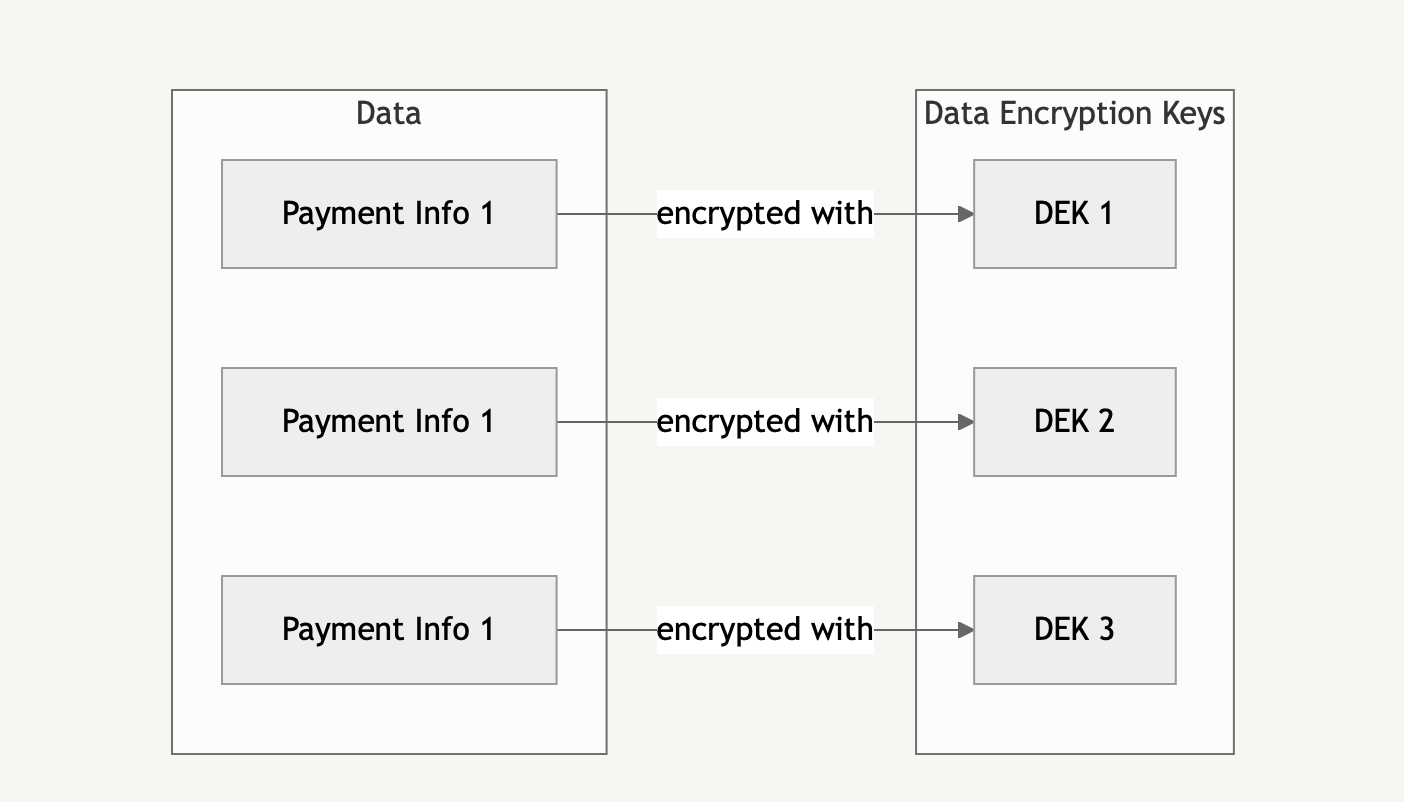 Data
Data Encryption Keys
Payment Info 1
encrypted with
DEK 1
Payment Info 1
encrypted with
DEK 2
Payment Info 1
encrypted with
DEK 3